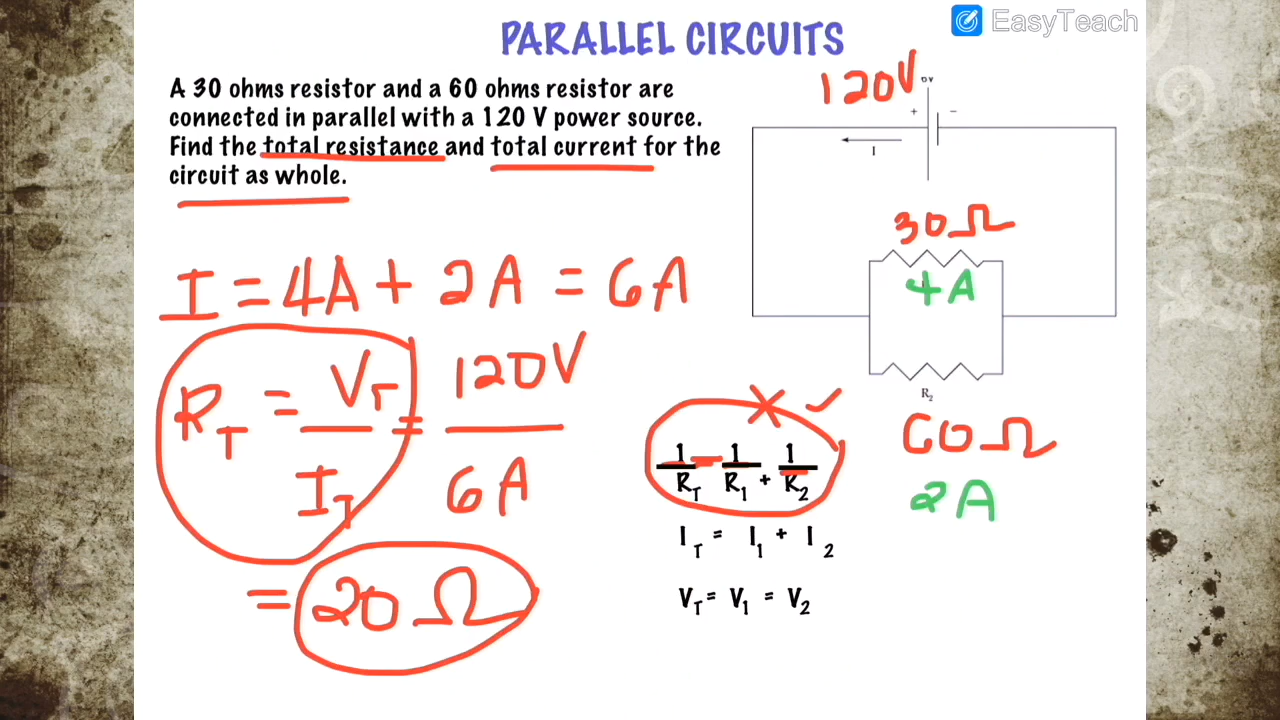 EasyTeach
PARALLEL CIRCUITS
A 30 ohms resistor and a 60 ohms resistor are
connected in parallel with a 120 V power source.
Find the total resistance and total current for the
circuit as whole.
120V
0V
+ -
I
30Ω
4A
R2
60Ω
2A
I = 4A + 2A = 6A
RT = VT/IT = 120V/6A
= 20Ω
1/RT = 1/R1 + 1/R2
IT = I1 + I2
VT = V1 = V2